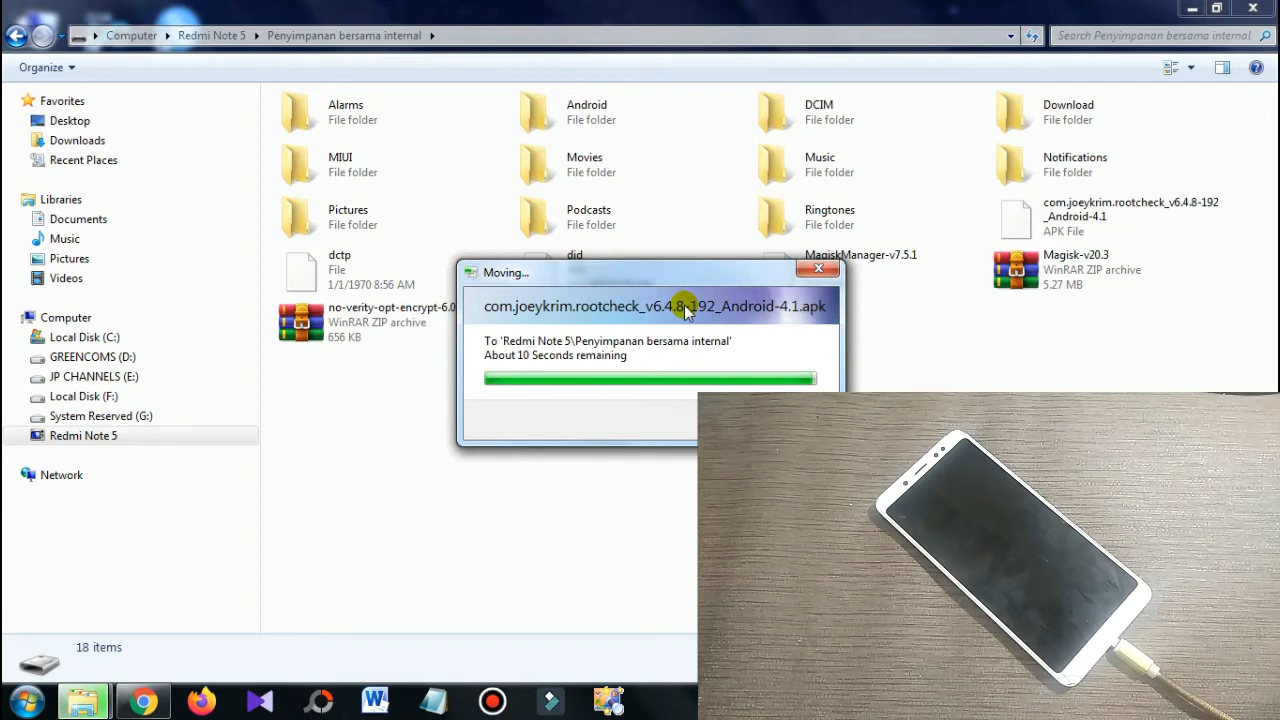 Computer
Redmi Note 5
Penyimpanan bersama internal
Search Penyimpanan bersama internal
Organize
Favorites
Desktop
Downloads
Recent Places
Libraries
Documents
Music
Pictures
Videos
Computer
Local Disk (C:)
GREENCOMS (D:)
JP CHANNELS (E:)
Local Disk (F:)
System Reserved (G:)
Redmi Note 5
Network
Alarms
File folder
Android
File folder
DCIM
File folder
Download
File folder
MIUI
File folder
Movies
File folder
Music
File folder
Notifications
File folder
Pictures
File folder
Podcasts
File folder
Ringtones
File folder
com.joeykrim.rootcheck_v6.4.8-192
_Android-4.1
APK File
dctp
File
1/1/1970 8:56 AM
did
MagiskManager-v7.5.1
Magisk-v20.3
WinRAR ZIP archive
5.27 MB
no-verity-opt-encrypt-6.0
WinRAR ZIP archive
656 KB
Moving...
com.joeykrim.rootcheck_v6.4.8-192_Android-4.1.apk
To 'Redmi Note 5\Penyimpanan bersama internal'
About 10 Seconds remaining
18 items